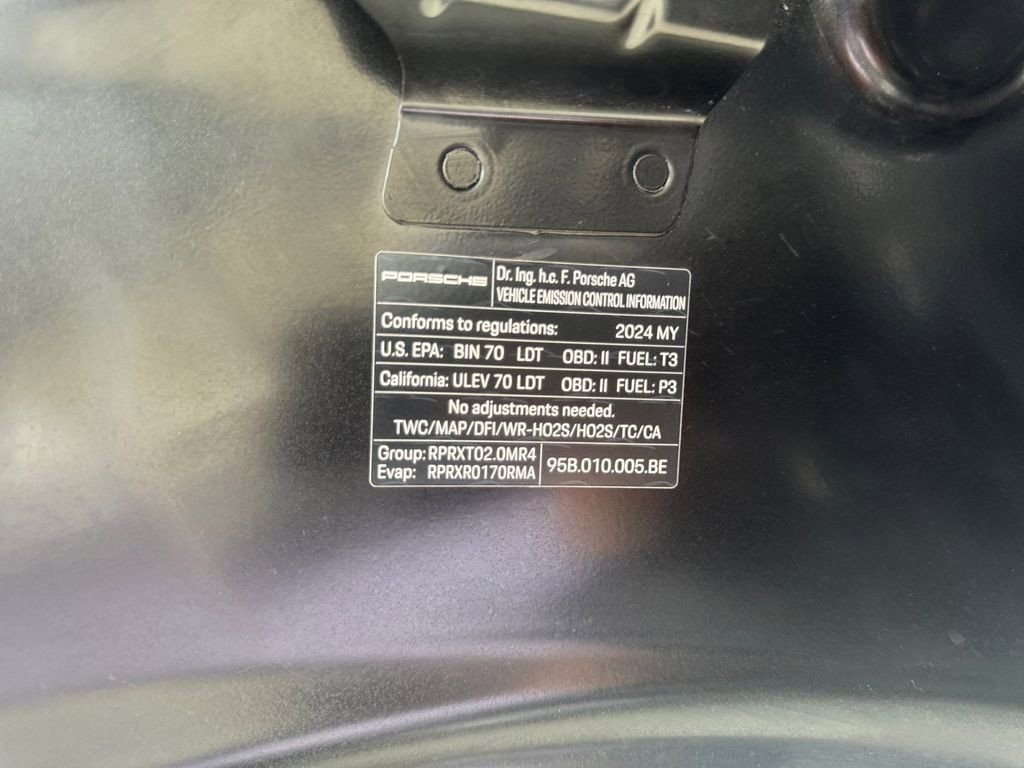 PORSCHE
Dr. Ing. h.c. F. Porsche AG
VEHICLE EMISSION CONTROL INFORMATION
Conforms to regulations: 2024 MY
U.S. EPA: BIN 70 LDT OBD: II FUEL: T3
California: ULEV 70 LDT OBD: II FUEL: P3
No adjustments needed.
TWC/MAP/DFI/WR-HO2S/HO2S/TC/CA
Group: RPRXT02.0MR4
Evap: RPRXR0170RMA
95B.010.005.BE